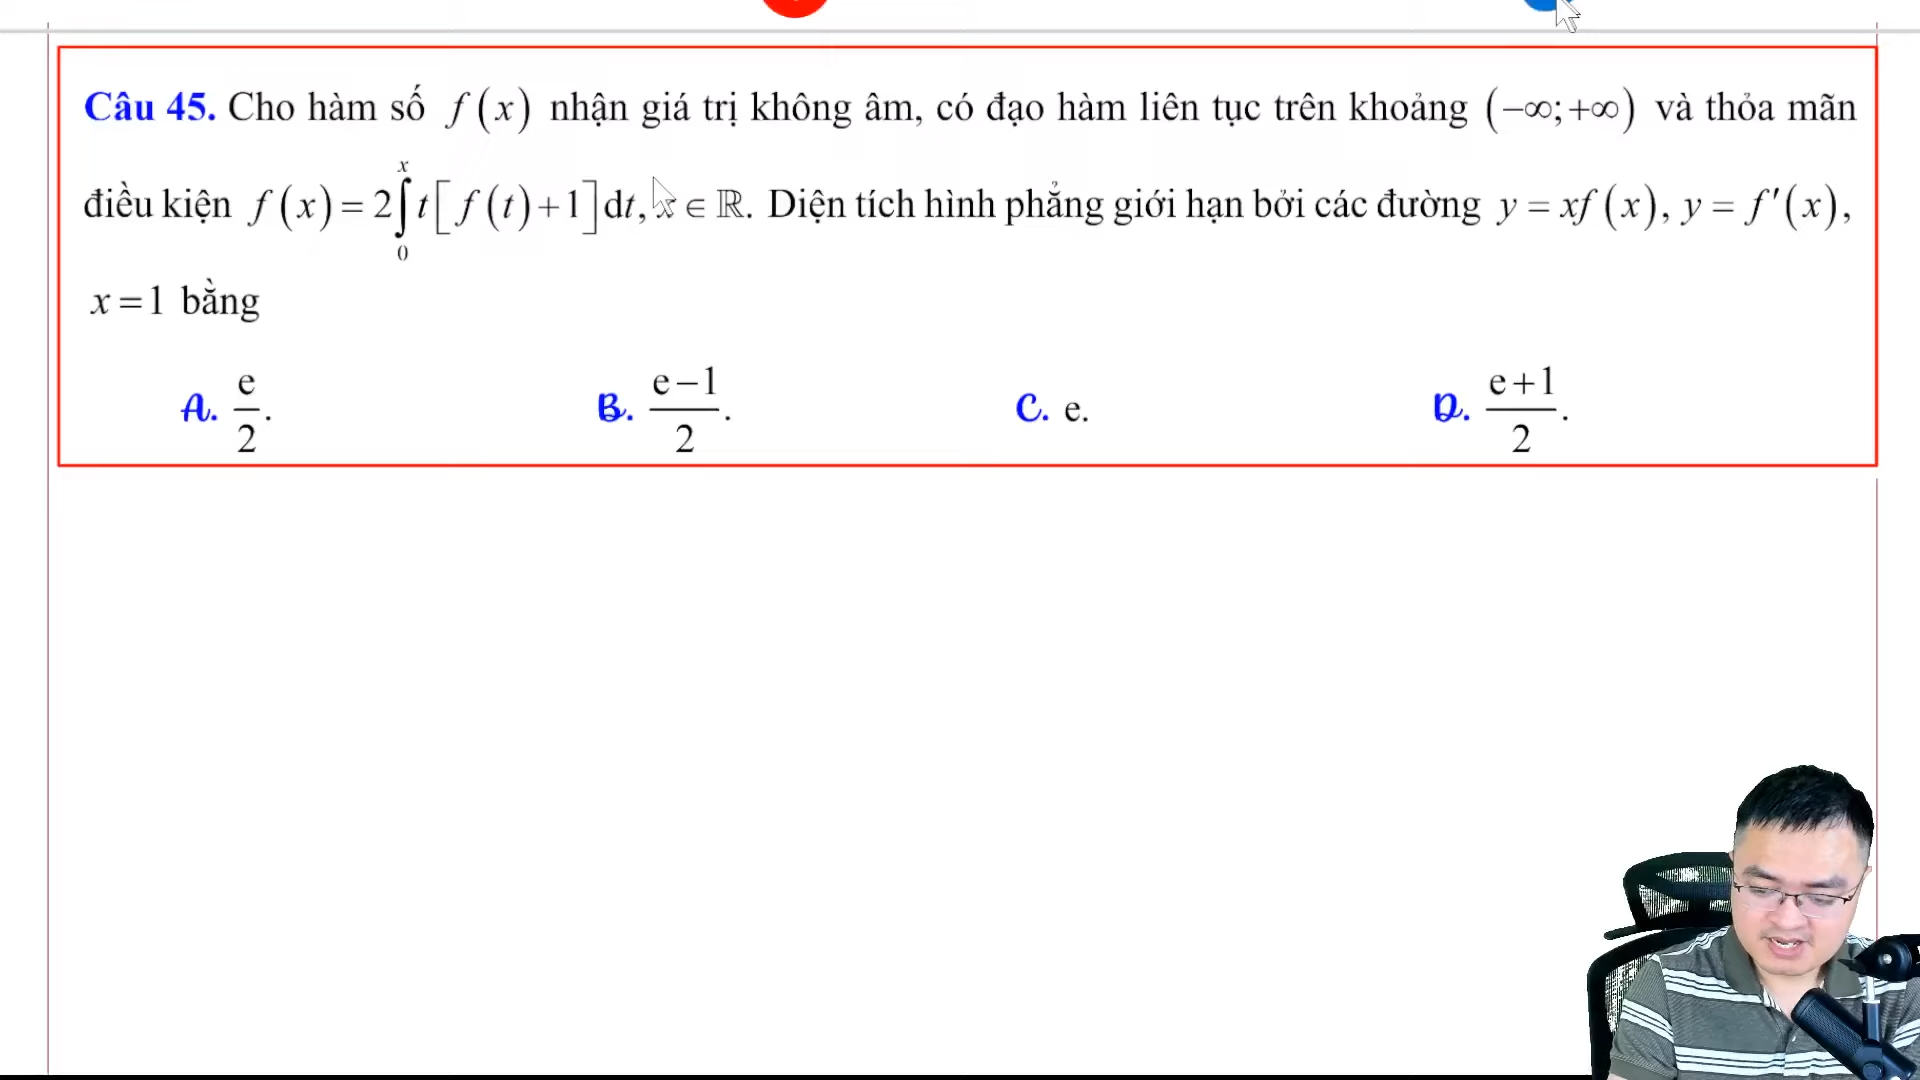 Câu 45. Cho hàm số f(x) nhận giá trị không âm, có đạo hàm liên tục trên khoảng (−∞;+∞) và thỏa mãn
điều kiện f(x) = 2∫₀ˣ t[f(t)+1]dt, x ∈ ℝ. Diện tích hình phẳng giới hạn bởi các đường y = xf(x), y = f′(x),
x = 1 bằng
A. e/2. B. (e−1)/2. C. e. D. (e+1)/2.